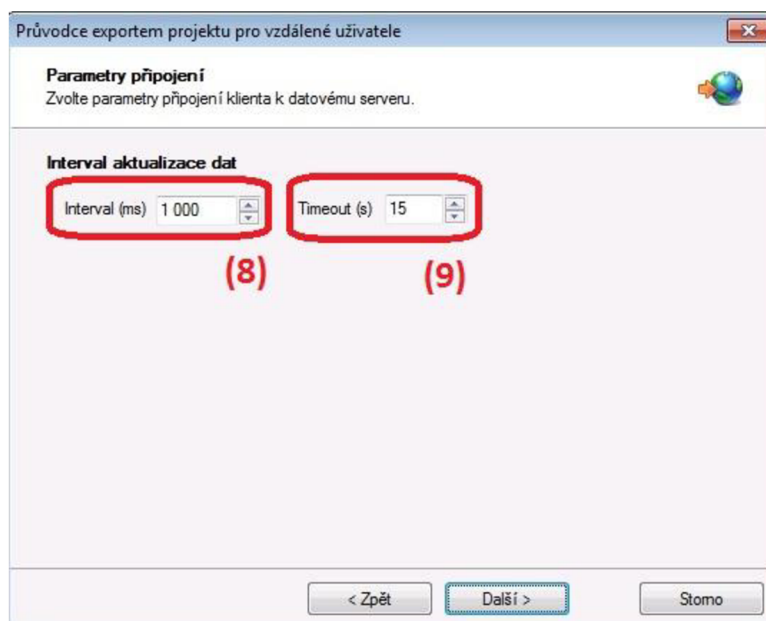 Průvodce exportem projektu pro vzdálené uživatele
Parametry připojení
Zvolte parametry připojení klienta k datovému serveru.
Interval aktualizace dat
Interval (ms) 1 000 Timeout (s) 15
(8) (9)
< Zpět Další > Storno